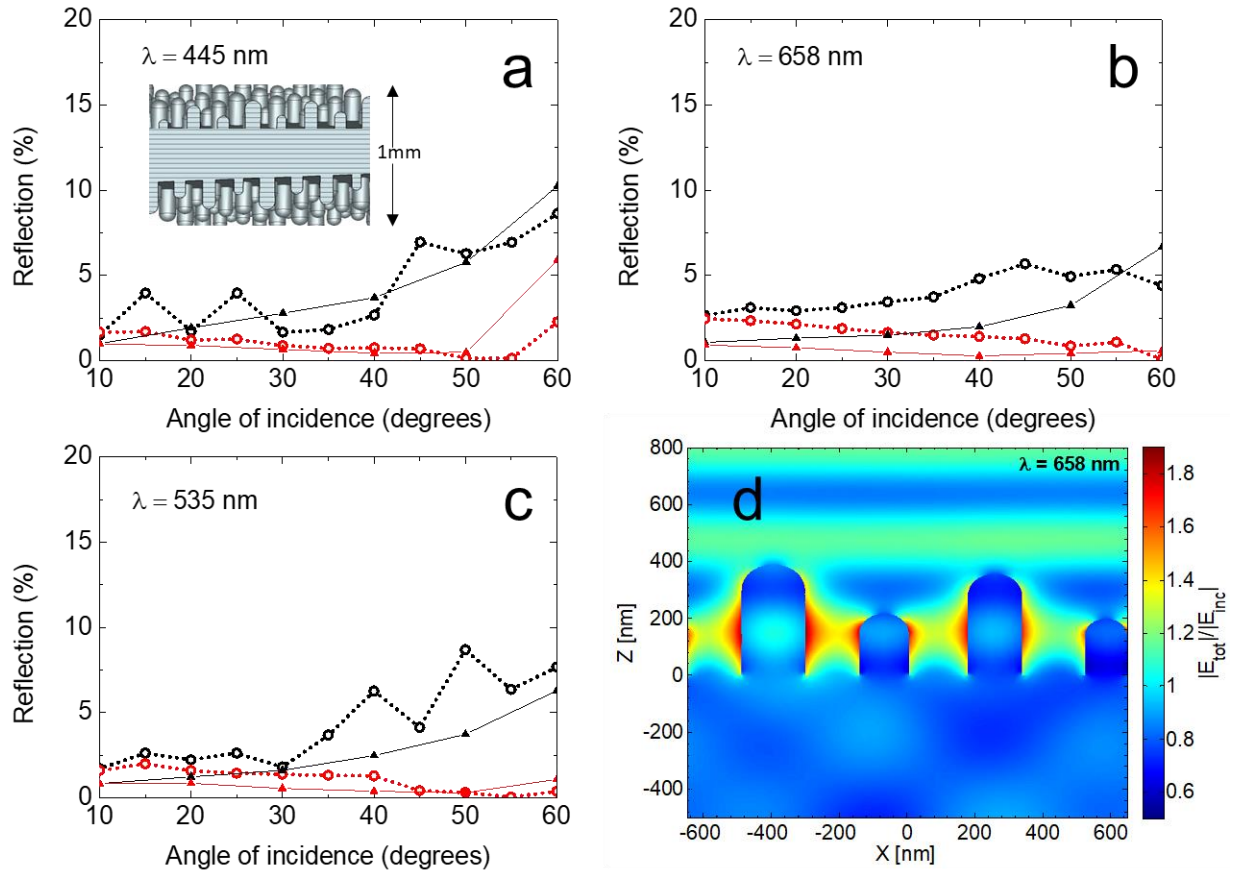 20
15
10
5
0
Reflection (%)
λ = 445 nm
a
1mm
10 20 30 40 50 60
Angle of incidence (degrees)
20
15
10
5
0
Reflection (%)
λ = 658 nm
b
10 20 30 40 50 60
Angle of incidence (degrees)
20
15
10
5
0
Reflection (%)
λ = 535 nm
c
10 20 30 40 50 60
Angle of incidence (degrees)
800
600
400
200
0
-200
-400
Z [nm]
λ = 658 nm
d
-600 -400 -200 0 200 400 600
X [nm]
1.8
1.6
1.4
1.2
1
0.8
0.6
|E_tot|/|E_inc|